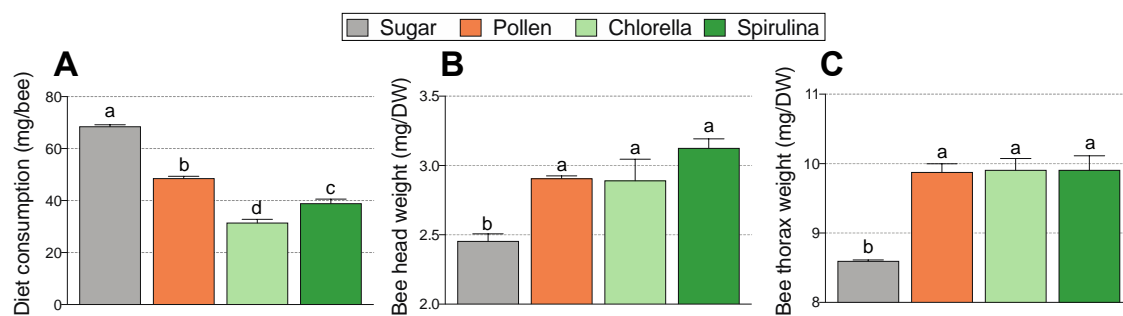 Sugar Pollen Chlorella Spirulina
A
Diet consumption (mg/bee)
80
60
40
20
0
a
b
d
c
B
Bee head weight (mg/DW)
3.5
3.0
2.5
2.0
b
a
a
a
C
Bee thorax weight (mg/DW)
11
10
9
8
b
a
a
a